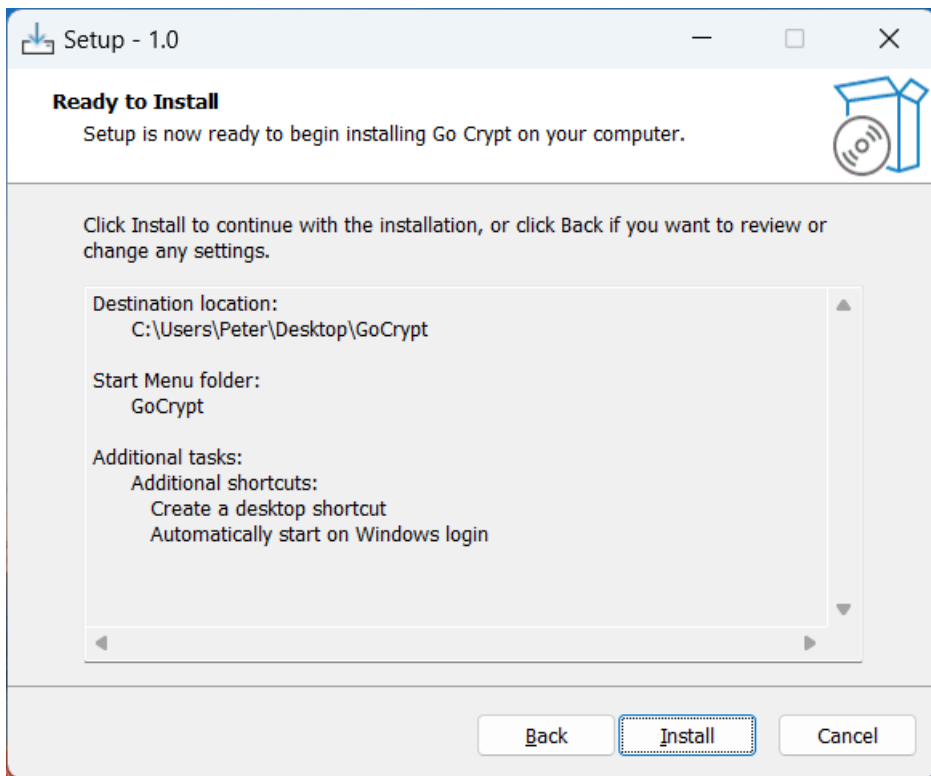 Setup - 1.0
Ready to Install
Setup is now ready to begin installing Go Crypt on your computer.
Click Install to continue with the installation, or click Back if you want to review or
change any settings.
Destination location:
C:\Users\Peter\Desktop\GoCrypt
Start Menu folder:
GoCrypt
Additional tasks:
Additional shortcuts:
Create a desktop shortcut
Automatically start on Windows login
Back Install Cancel